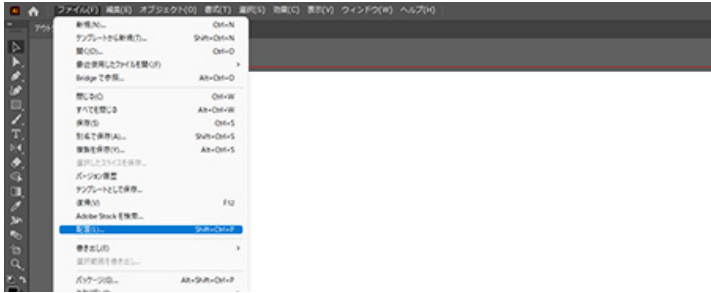 ファイル(F) 編集(E) オブジェクト(O) 書式(T) 選択(S) 効果(C) 表示(V) ウィンドウ(W) ヘルプ(H)
新規(N)... Ctrl+N
テンプレートから新規(T)... Shift+Ctrl+N
開く(O)... Ctrl+O
最近使用したファイルを開く(F)
Bridge で参照... Alt+Ctrl+O
閉じる(C) Ctrl+W
すべてを閉じる Alt+Ctrl+W
保存(S) Ctrl+S
別名で保存(A)... Shift+Ctrl+S
複製を保存(Y)... Alt+Ctrl+S
選択したスライスを保存...
バージョン履歴
テンプレートとして保存...
復帰(V) F12
Adobe Stock を検索...
配置(L)... Shift+Ctrl+P
書き出し(E)
選択範囲を書き出し...
パッケージ(G)... Alt+Shift+Ctrl+P